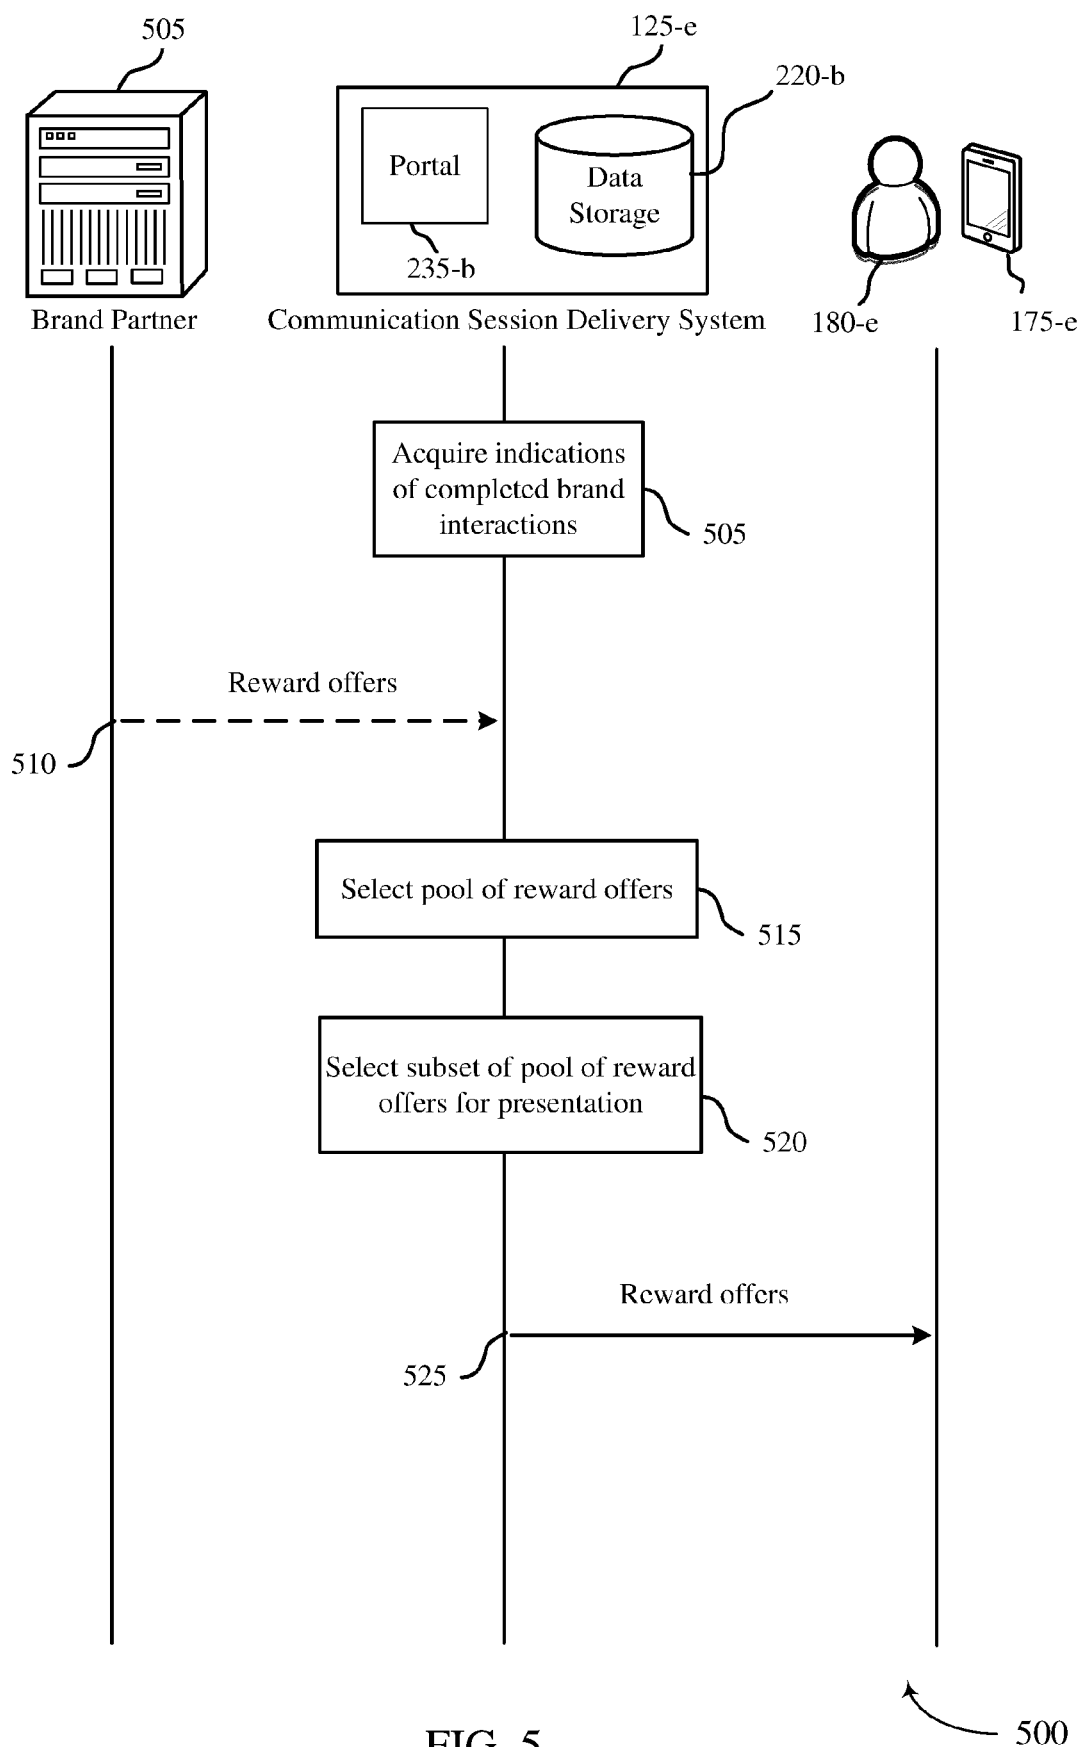 505
125-e
220-b
Portal
Data
Storage
235-b
Brand Partner
Communication Session Delivery System
180-e
175-e
Acquire indications
of completed brand
interactions
505
Reward offers
510
Select pool of reward offers
515
Select subset of pool of reward
offers for presentation
520
Reward offers
525
500
FIG. 5